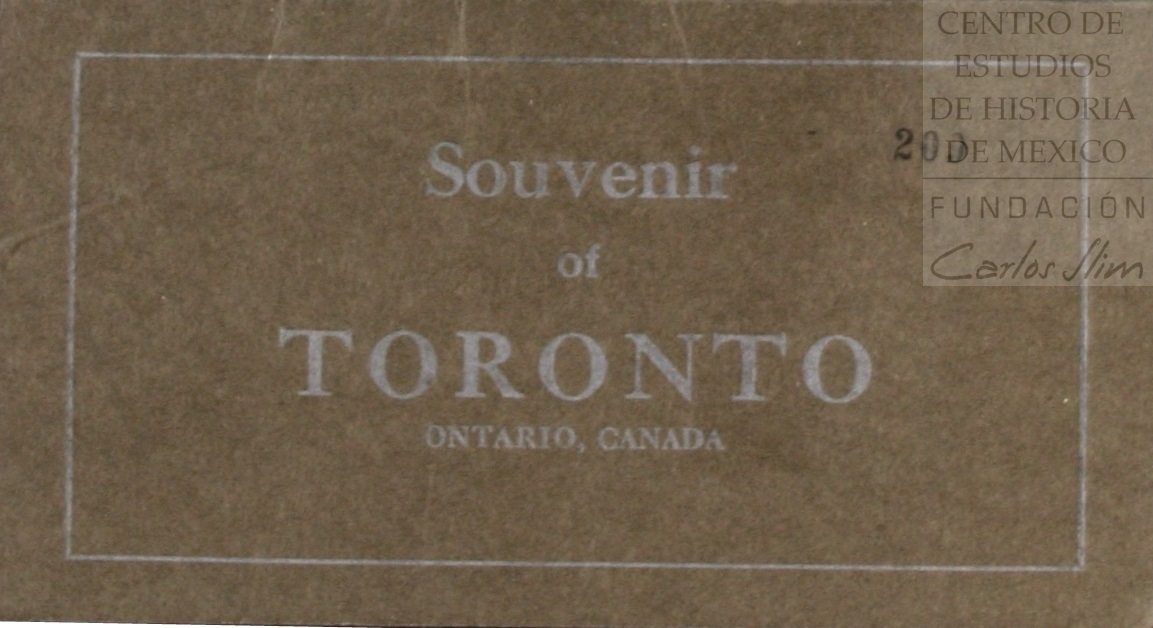 Souvenir
of
TORONTO
ONTARIO, CANADA
CENTRO DE
ESTUDIOS
DE HISTORIA
DE MEXICO
FUNDACIÓN
Carlos Slim